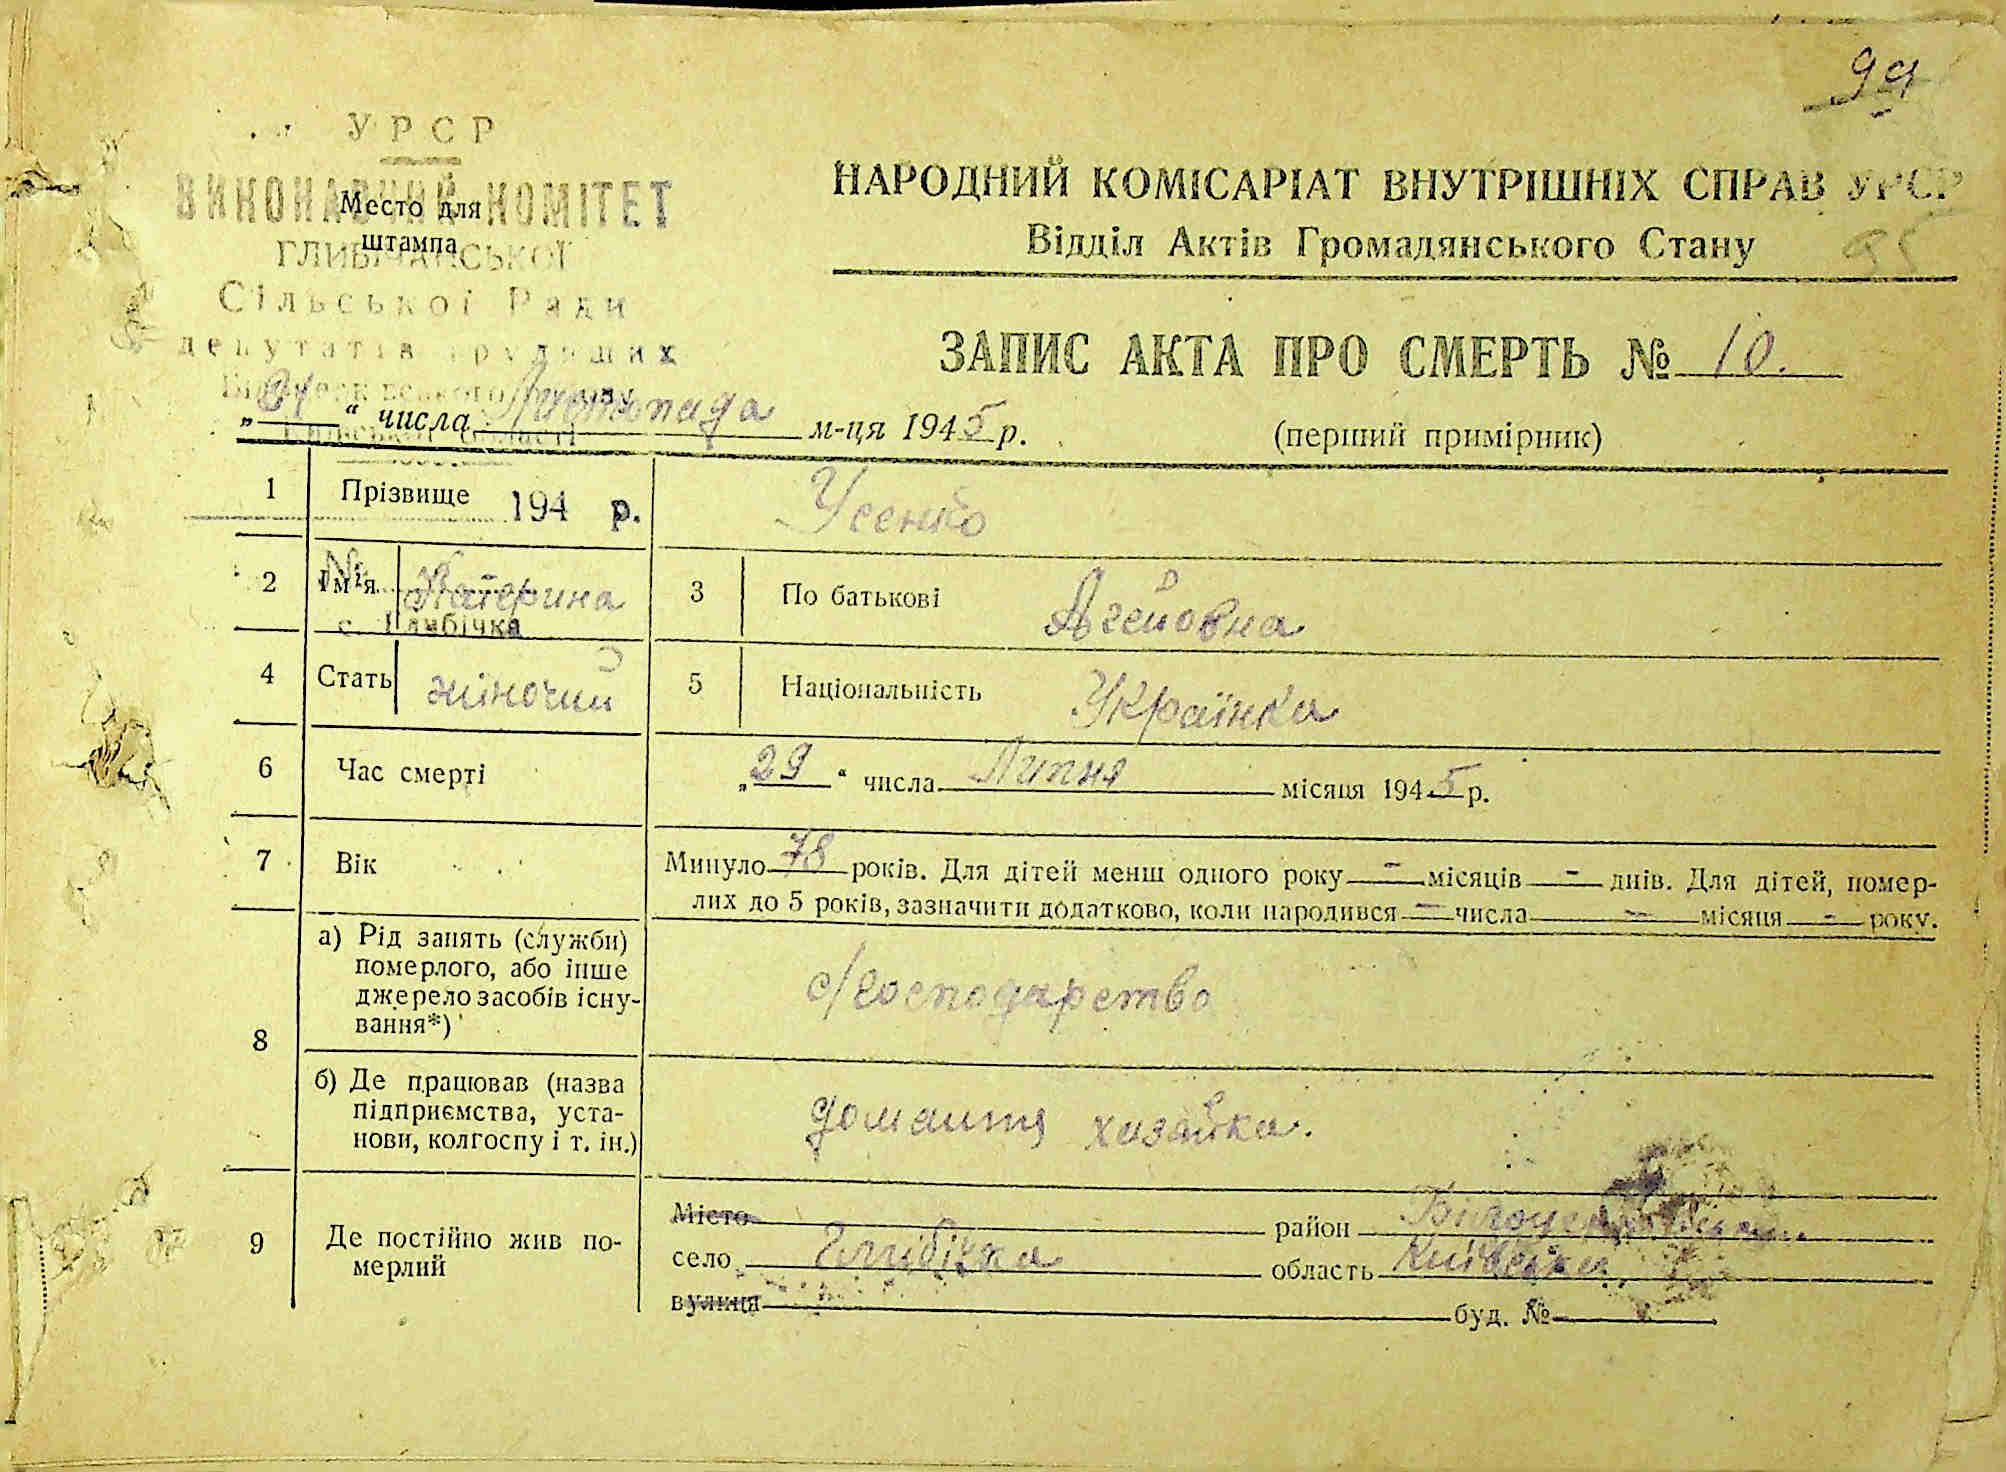 99
УРСР
ВИКОНАВЧИЙ КОМІТЕТ
Место для
штампа
ГЛИБІЧАНСЬКОЇ
Сільської Ради
депутатів трудящих
НАРОДНИЙ КОМІСАРІАТ ВНУТРІШНІХ СПРАВ УРСР
Відділ Актів Громадянського Стану
95
ЗАПИС АКТА ПРО СМЕРТЬ № 10.
„ “ числа Листопада м-ця 1945 р.
(перший примірник)
1 Прізвище Усенко
194 р.
2 Ім'я Катерина 3 По батькові Агейовна
№
с. Глибічка
4 Стать жіночий 5 Національність Українка
6 Час смерті „29“ числа Липня місяця 1945 р.
7 Вік Минуло 78 років. Для дітей менш одного року - місяців - днів. Для дітей, помер-
лих до 5 років, зазначити додатково, коли народився - числа - місяця - року.
8 а) Рід занять (служби)
померлого, або інше
джерело засобів існу-
вання*)
с/господарство
б) Де працював (назва
підприємства, уста-
нови, колгоспу і т. ін.)
домашня хазяйка.
9 Де постійно жив по-
мерлий
Місто район Білоцерківський
село Глибічка область Київська
вулиця буд. №